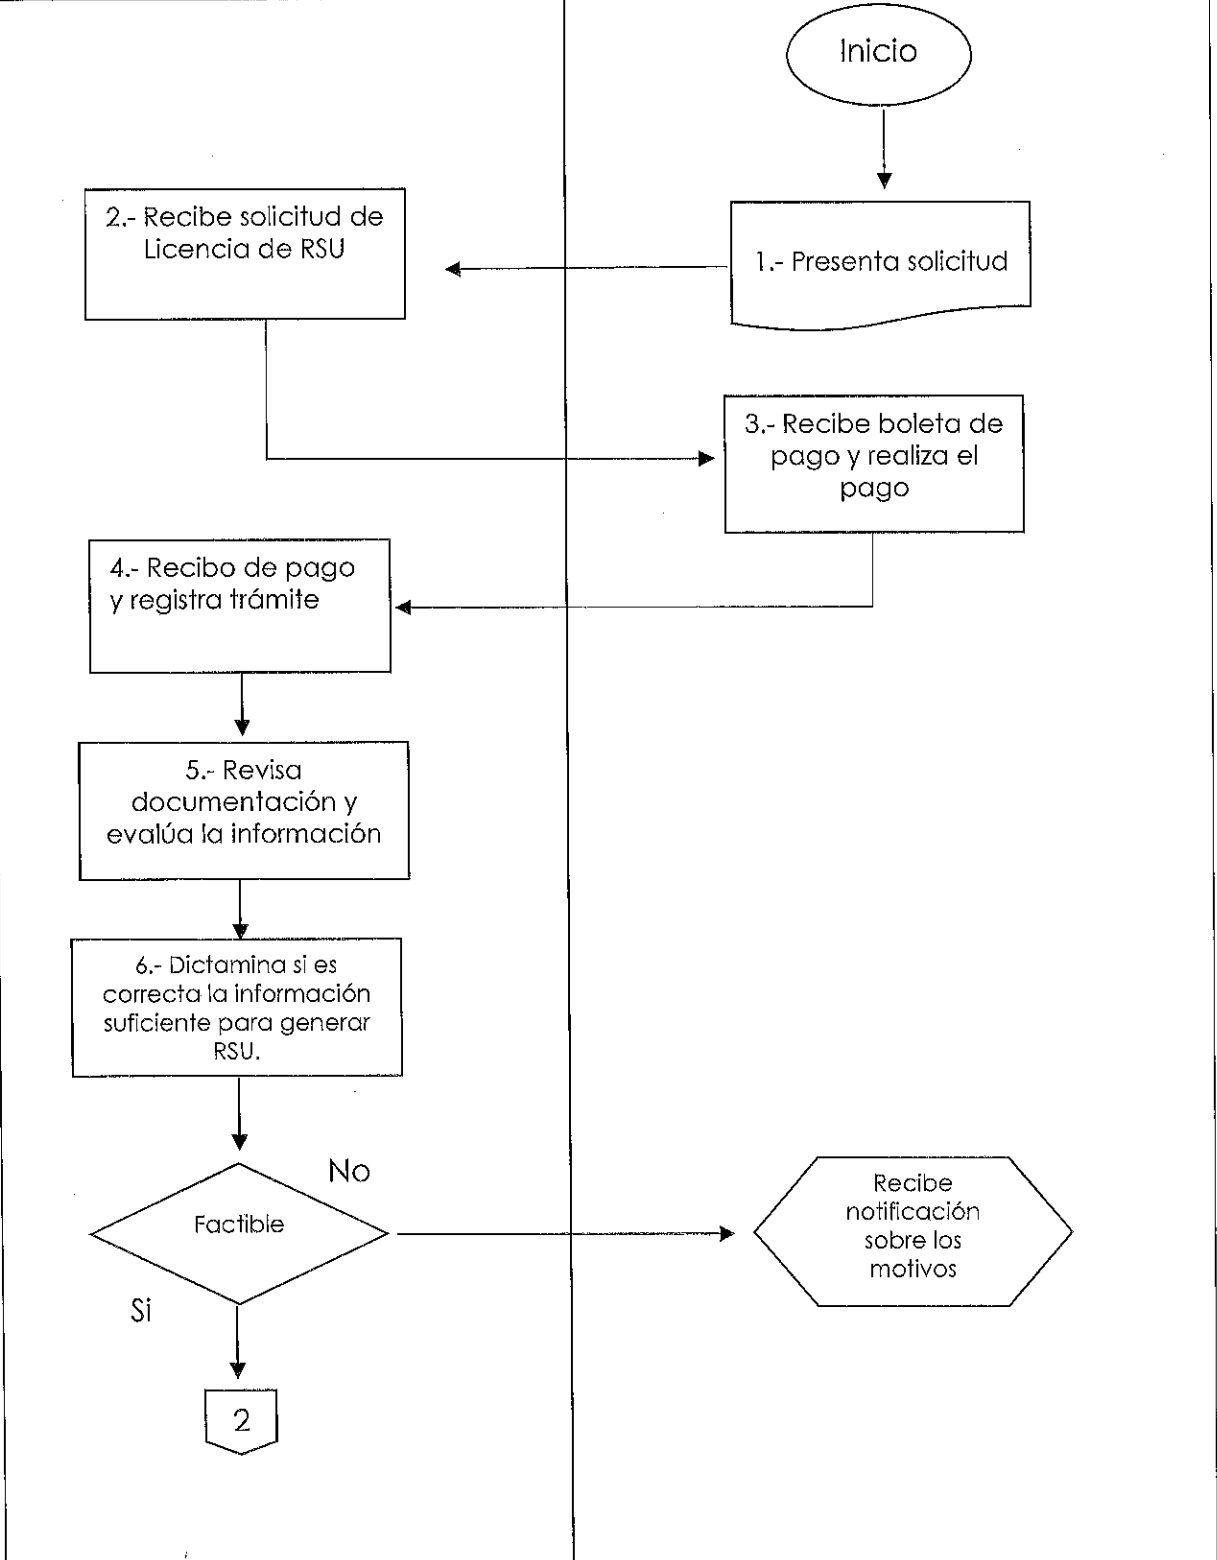 Inicio
1.- Presenta solicitud
2.- Recibe solicitud de
Licencia de RSU
3.- Recibe boleta de
pago y realiza el
pago
4.- Recibo de pago
y registra trámite
5.- Revisa
documentación y
evalúa la información
6.- Dictamina si es
correcta la información
suficiente para generar
RSU.
Factible
No
Recibe
notificación
sobre los
motivos
Si
2